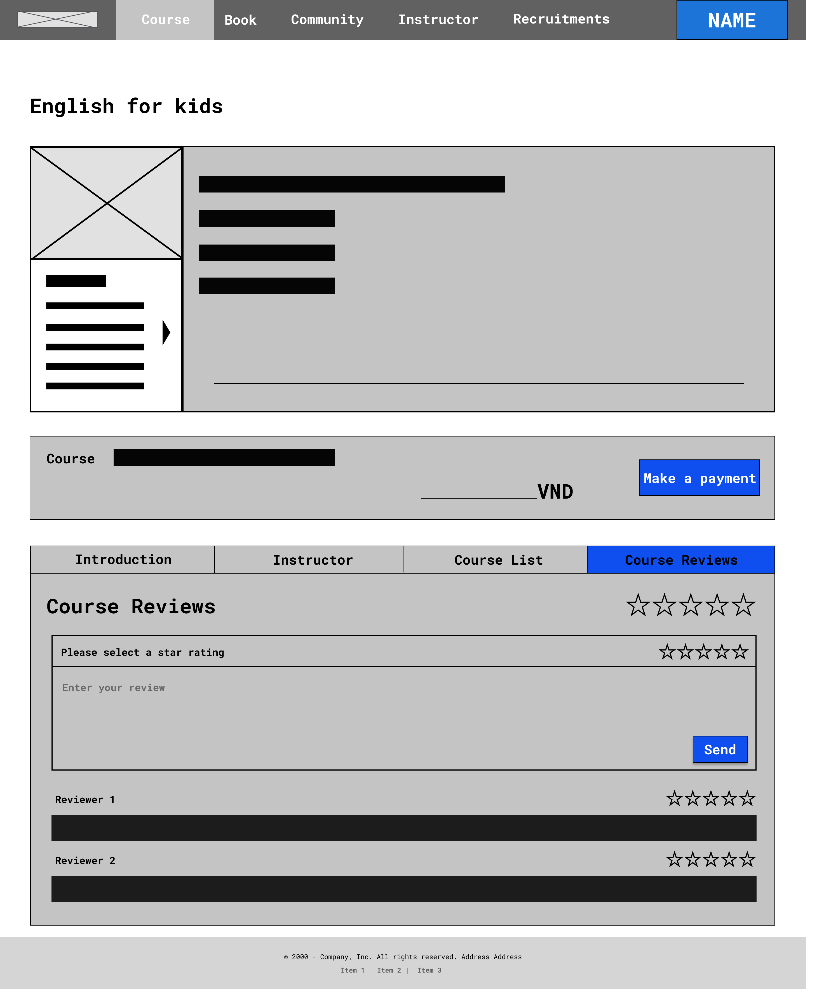 Course Book Community Instructor Recruitments NAME
English for kids
Course
VND
Make a payment
Introduction Instructor Course List Course Reviews
Course Reviews
Please select a star rating
Enter your review
Send
Reviewer 1
Reviewer 2
© 2000 - Company, Inc. All rights reserved. Address Address
Item 1 | Item 2 | Item 3